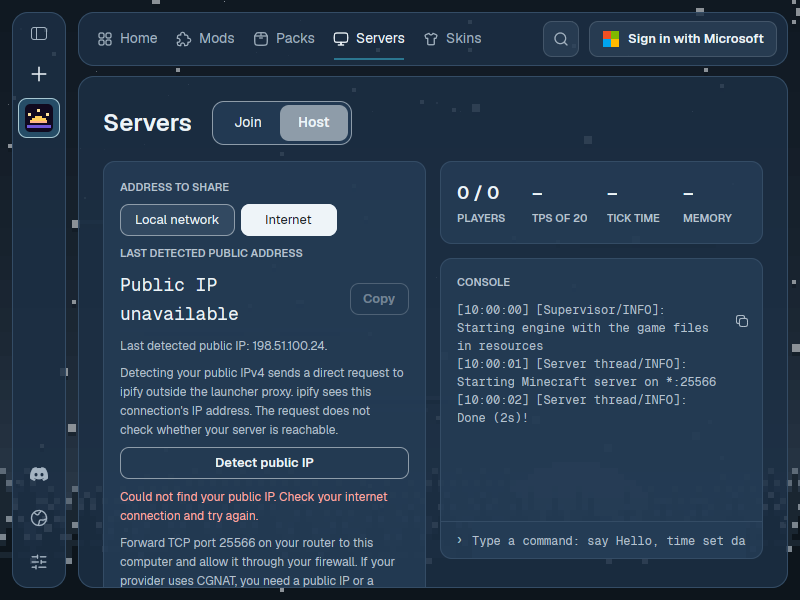 Home
Mods
Packs
Servers
Skins
Sign in with Microsoft
Servers
Join
Host
ADDRESS TO SHARE
Local network
Internet
LAST DETECTED PUBLIC ADDRESS
Public IP
unavailable
Copy
Last detected public IP: 198.51.100.24.
Detecting your public IPv4 sends a direct request to
ipify outside the launcher proxy. ipify sees this
connection's IP address. The request does not
check whether your server is reachable.
Detect public IP
Could not find your public IP. Check your internet
connection and try again.
Forward TCP port 25566 on your router to this
computer and allow it through your firewall. If your
provider uses CGNAT, you need a public IP or a
0 / 0
PLAYERS
–
TPS OF 20
–
TICK TIME
–
MEMORY
CONSOLE
[10:00:00] [Supervisor/INFO]:
Starting engine with the game files
in resources
[10:00:01] [Server thread/INFO]:
Starting Minecraft server on *:25566
[10:00:02] [Server thread/INFO]:
Done (2s)!
› Type a command: say Hello, time set da